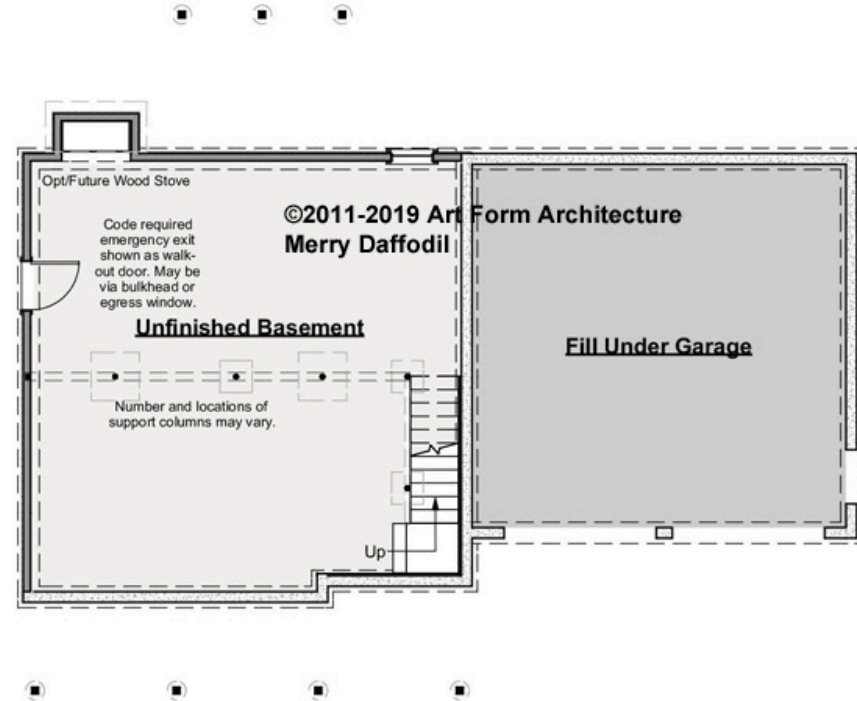 Opt/Future Wood Stove
©2011-2019 Art Form Architecture
Merry Daffodil
Code required
emergency exit
shown as walk-
out door. May be
via bulkhead or
egress window.
Unfinished Basement
Fill Under Garage
Number and locations of
support columns may vary.
Up